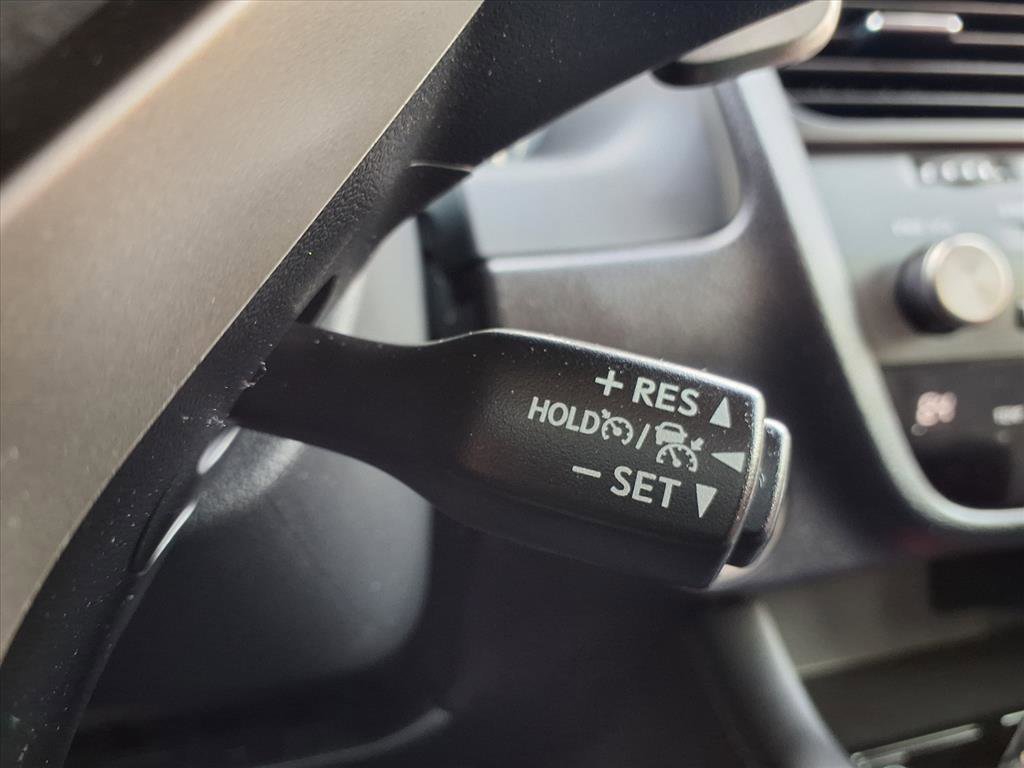 + RES ▲
HOLD / ◀
− SET ▼